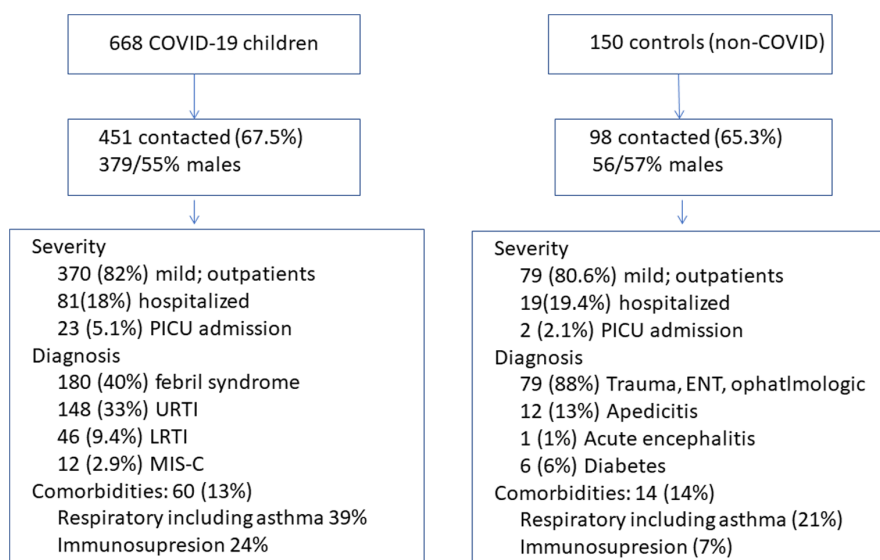 668 COVID-19 children
451 contacted (67.5%)
379/55% males
Severity
370 (82%) mild; outpatients
81(18%) hospitalized
23 (5.1%) PICU admission
Diagnosis
180 (40%) febril syndrome
148 (33%) URTI
46 (9.4%) LRTI
12 (2.9%) MIS-C
Comorbidities: 60 (13%)
Respiratory including asthma 39%
Immunosupresion 24%
150 controls (non-COVID)
98 contacted (65.3%)
56/57% males
Severity
79 (80.6%) mild; outpatients
19(19.4%) hospitalized
2 (2.1%) PICU admission
Diagnosis
79 (88%) Trauma, ENT, ophatlmologic
12 (13%) Apedicitis
1 (1%) Acute encephalitis
6 (6%) Diabetes
Comorbidities: 14 (14%)
Respiratory including asthma (21%)
Immunosupresion (7%)